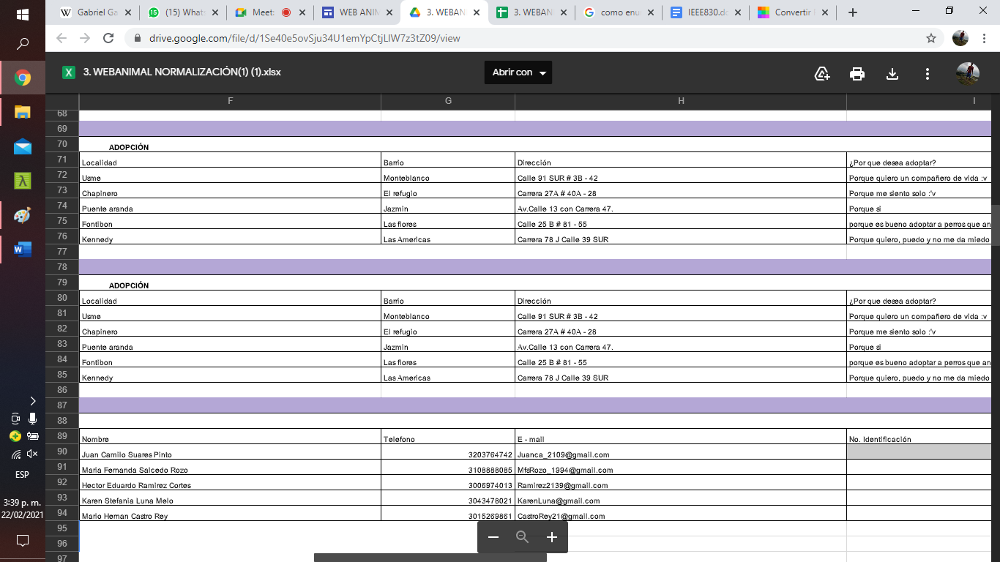 Gabriel Ga
(15) What
Meet:
WEB ANIM
3. WEBAN
3. WEBAN
como enu
IEEE830.do
Convertir
drive.google.com/file/d/1Se40e5ovSju34U1emYpCtjLIW7z3tZ09/view
3. WEBANIMAL NORMALIZACIÓN(1) (1).xlsx
Abrir con
F G H I
68
69
70 ADOPCIÓN
71 Localidad Barrio Dirección ¿Por que desea adoptar?
72 Usme Monteblanco Calle 91 SUR # 3B - 42 Porque quiero un compañero de vida :v
73 Chapinero El refugio Carrera 27A # 40A - 28 Porque me siento solo :'v
74 Puente aranda Jazmin Av.Calle 13 con Carrera 47. Porque si
75 Fontibon Las flores Calle 25 B # 81 - 55 porque es bueno adoptar a perros que an
76 Kennedy Las Americas Carrera 78 J Calle 39 SUR Porque quiero, puedo y no me da miedo
77
78
79 ADOPCIÓN
80 Localidad Barrio Dirección ¿Por que desea adoptar?
81 Usme Monteblanco Calle 91 SUR # 3B - 42 Porque quiero un compañero de vida :v
82 Chapinero El refugio Carrera 27A # 40A - 28 Porque me siento solo :'v
83 Puente aranda Jazmin Av.Calle 13 con Carrera 47. Porque si
84 Fontibon Las flores Calle 25 B # 81 - 55 porque es bueno adoptar a perros que an
85 Kennedy Las Americas Carrera 78 J Calle 39 SUR Porque quiero, puedo y no me da miedo
86
87
88
89 Nombre Telefono E - mail No. Identificación
90 Juan Camilo Suares Pinto 3203764742 Juanca_2109@gmail.com
91 Maria Fernanda Salcedo Rozo 3108888085 MfsRozo_1994@gmail.com
92 Hector Eduardo Ramirez Cortes 3006974013 Ramirez2139@gmail.com
93 Karen Stefania Luna Melo 3043478021 KarenLuna@gmail.com
94 Mario Hernan Castro Rey 3015269861 CastroRey21@gmail.com
95
96
97
ESP
3:39 p. m.
22/02/2021